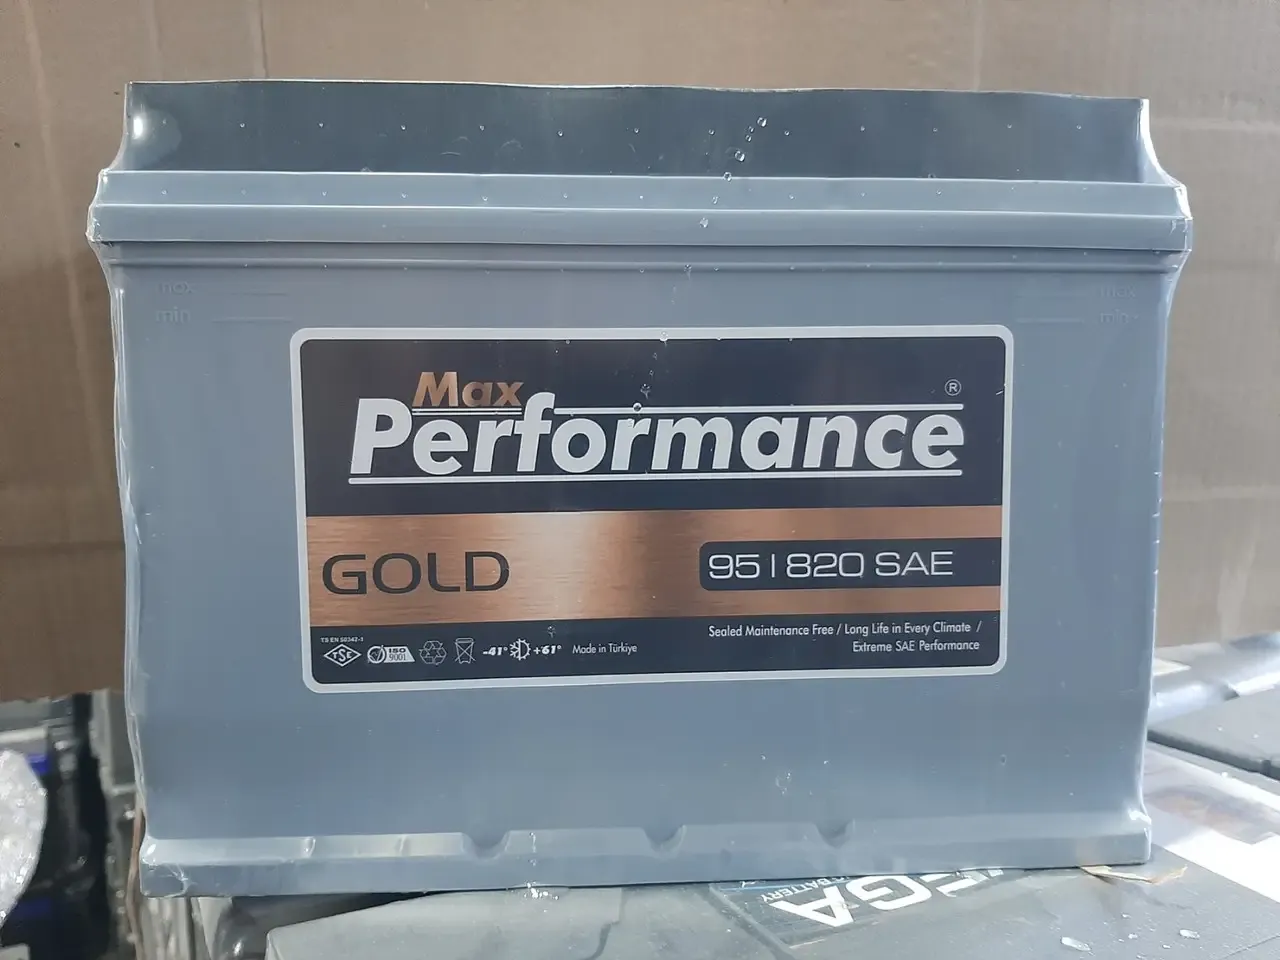 max
max
min
min
Max
Performance
®
GOLD
95 | 820 SAE
Sealed Maintenance Free / Long Life in Every Climate /
Extreme SAE Performance
TS EN 50342-1
TSE
ISO
9001
-41° +61°
Made in Türkiye
BATTERY